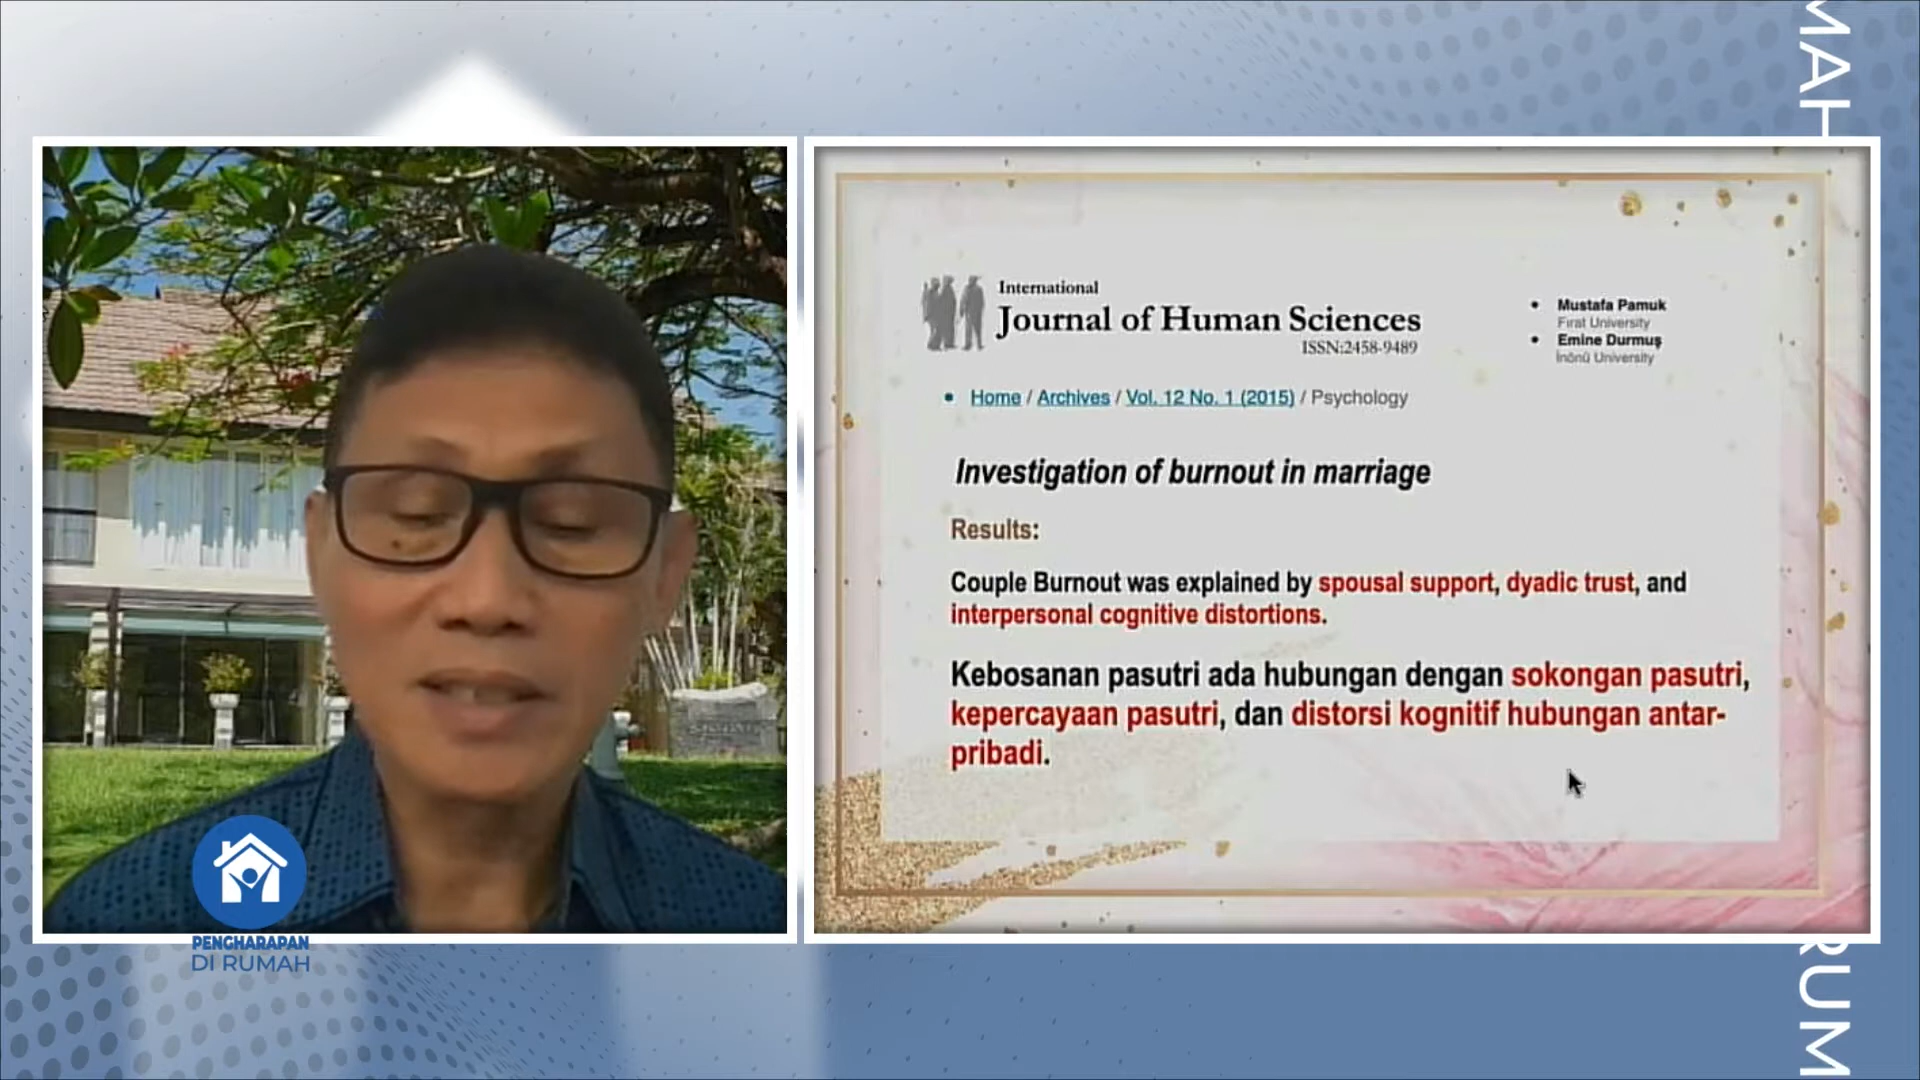 MAH
International
Journal of Human Sciences
ISSN:2458-9489
• Mustafa Pamuk
Fırat University
• Emine Durmuş
İnönü University
• Home / Archives / Vol. 12 No. 1 (2015) / Psychology
Investigation of burnout in marriage
Results:
Couple Burnout was explained by spousal support, dyadic trust, and
interpersonal cognitive distortions.
Kebosanan pasutri ada hubungan dengan sokongan pasutri,
kepercayaan pasutri, dan distorsi kognitif hubungan antar-
pribadi.
PENGHARAPAN
DI RUMAH
RUM